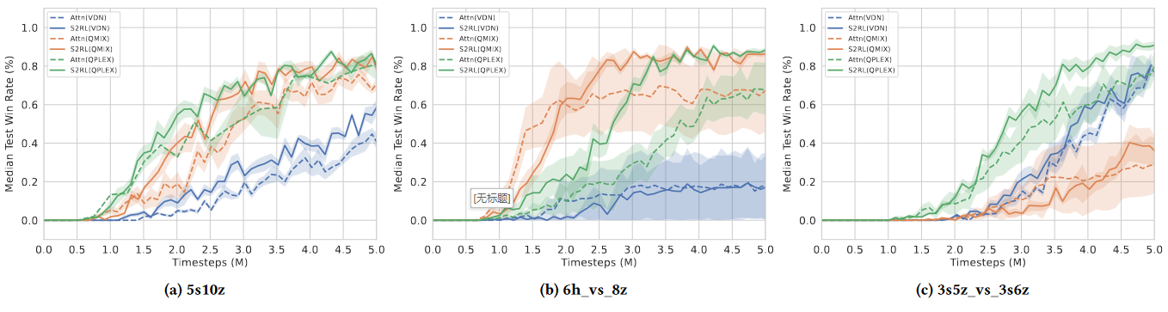 Median Test Win Rate (%)
1.0
0.8
0.6
0.4
0.2
0.0
Attn(VDN)
S2RL(VDN)
Attn(QMIX)
S2RL(QMIX)
Attn(QPLEX)
S2RL(QPLEX)
0.0 0.5 1.0 1.5 2.0 2.5 3.0 3.5 4.0 4.5 5.0
Timesteps (M)
(a) 5s10z
Median Test Win Rate (%)
1.0
0.8
0.6
0.4
0.2
0.0
Attn(VDN)
S2RL(VDN)
Attn(QMIX)
S2RL(QMIX)
Attn(QPLEX)
S2RL(QPLEX)
[无标题]
0.0 0.5 1.0 1.5 2.0 2.5 3.0 3.5 4.0 4.5 5.0
Timesteps (M)
(b) 6h_vs_8z
Median Test Win Rate (%)
1.0
0.8
0.6
0.4
0.2
0.0
Attn(VDN)
S2RL(VDN)
Attn(QMIX)
S2RL(QMIX)
Attn(QPLEX)
S2RL(QPLEX)
0.0 0.5 1.0 1.5 2.0 2.5 3.0 3.5 4.0 4.5 5.0
Timesteps (M)
(c) 3s5z_vs_3s6z